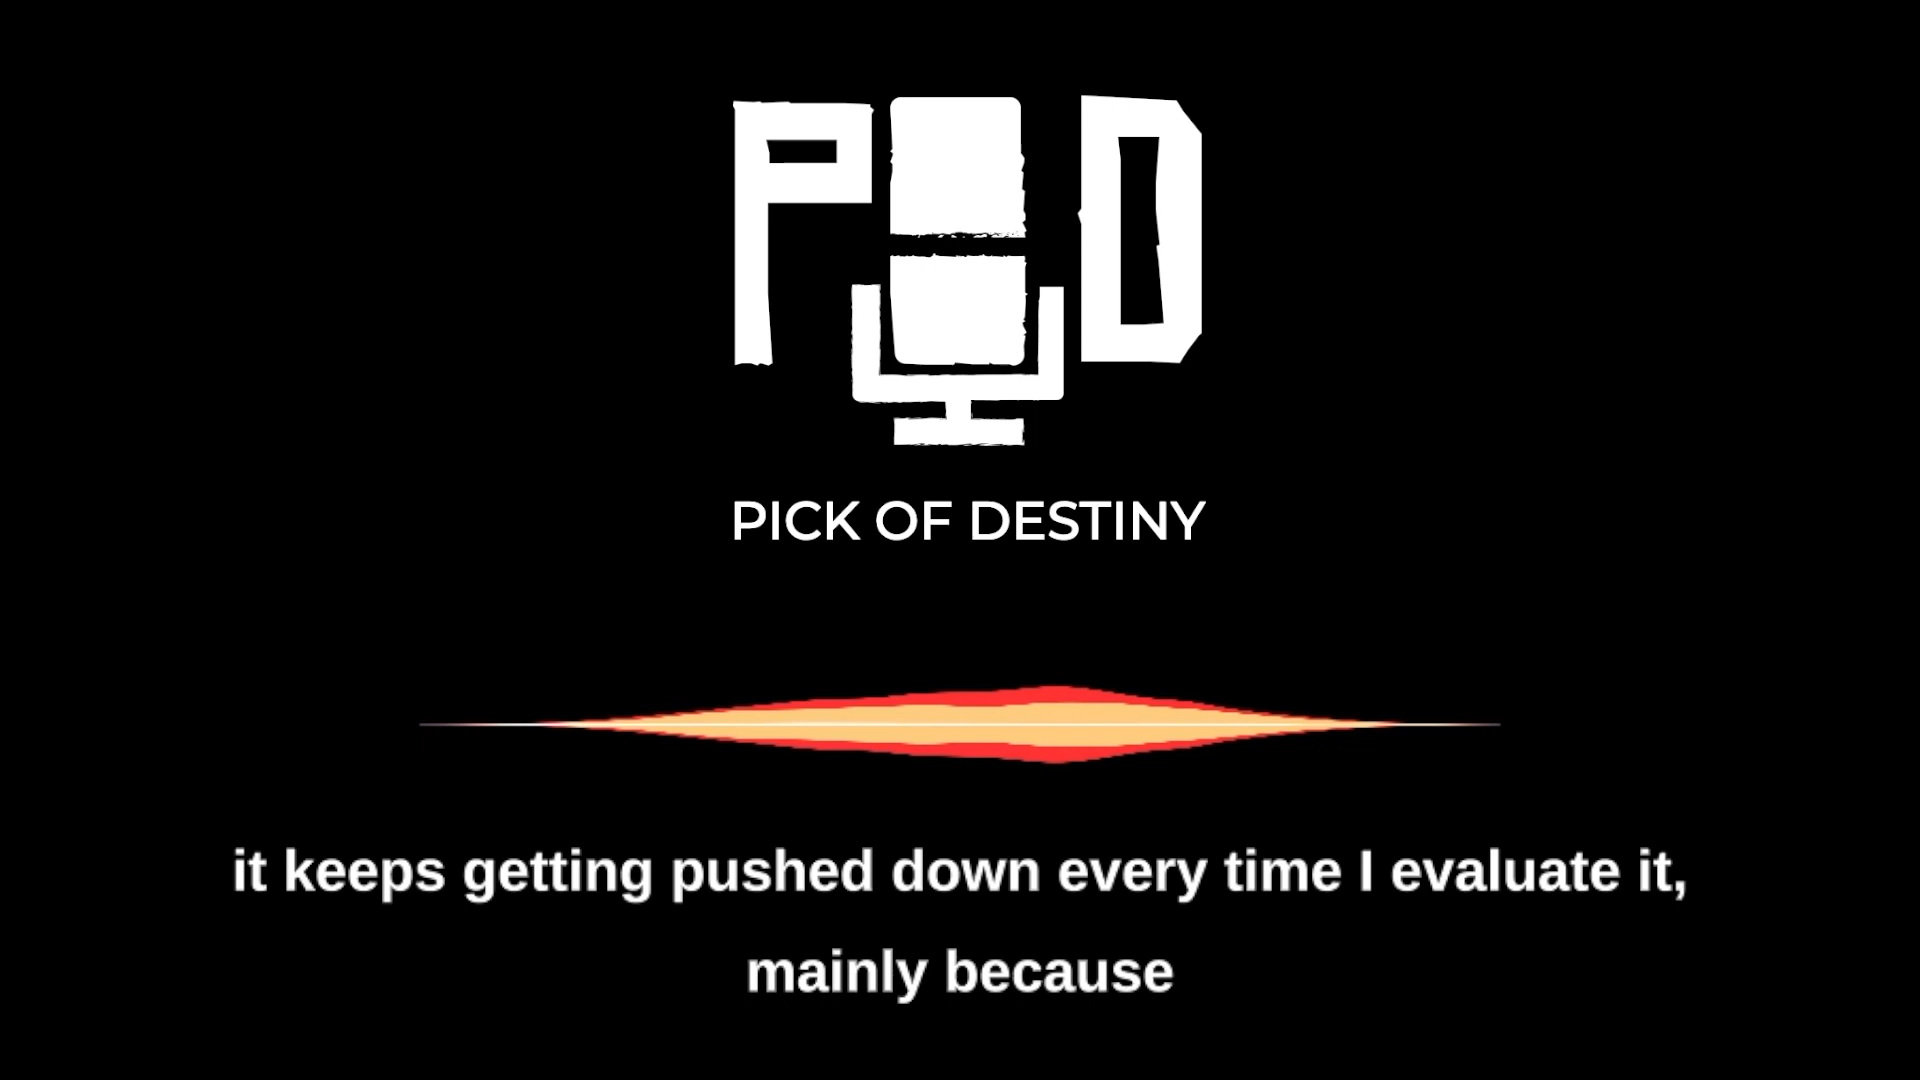 POD
PICK OF DESTINY
it keeps getting pushed down every time I evaluate it,
mainly because